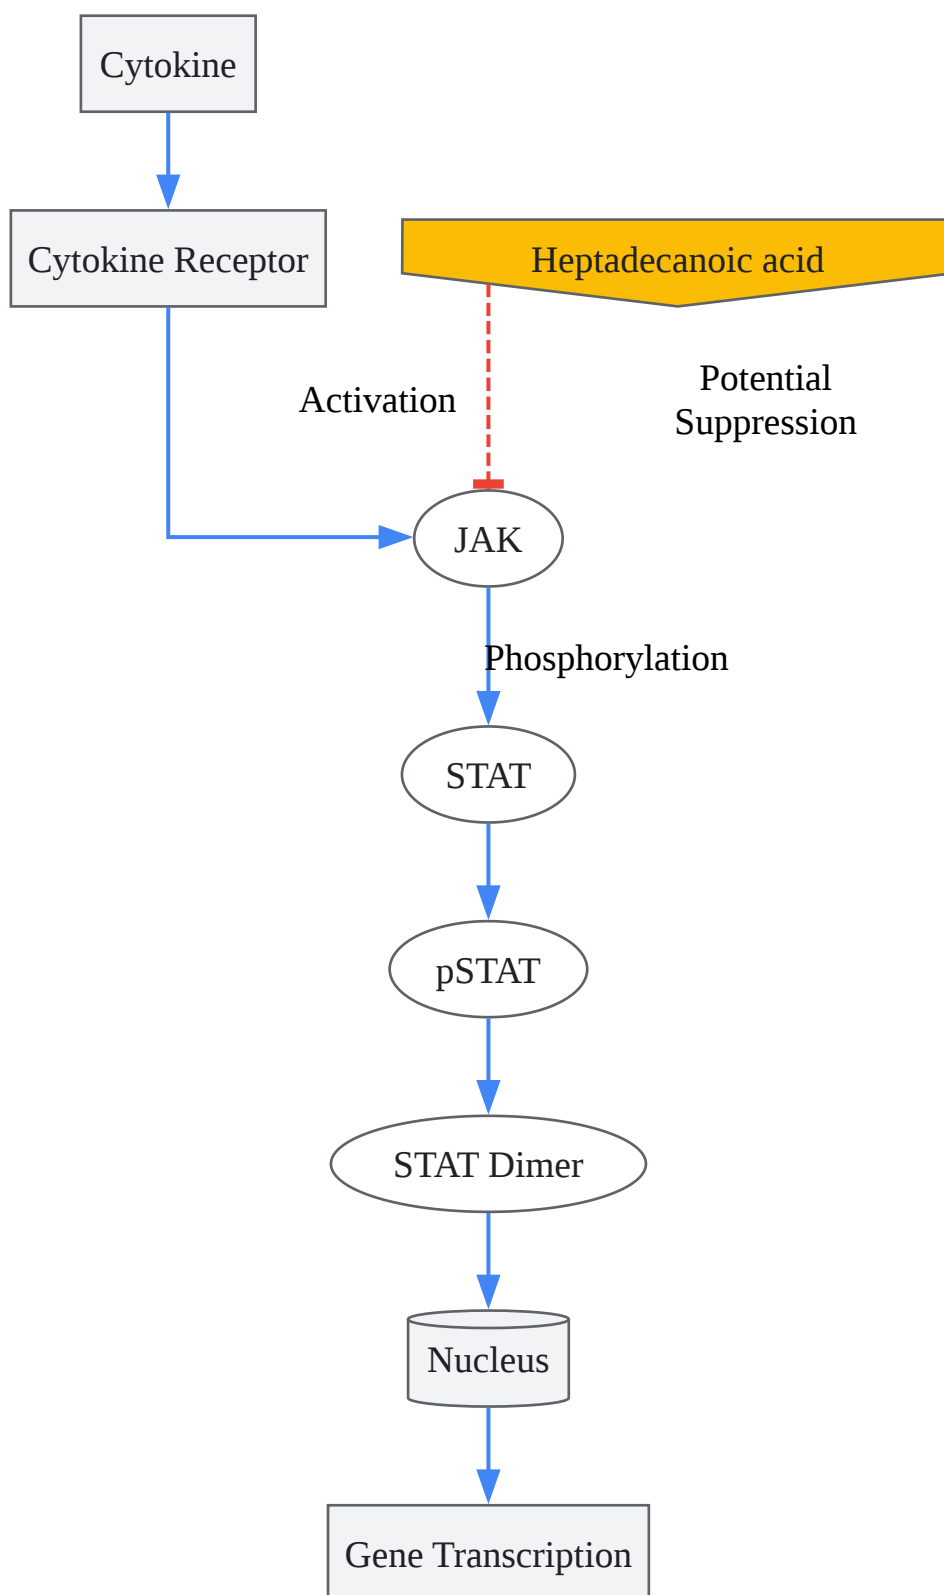 Cytokine
Cytokine Receptor
Heptadecanoic acid
Activation
Potential
Suppression
JAK
Phosphorylation
STAT
pSTAT
STAT Dimer
Nucleus
Gene Transcription